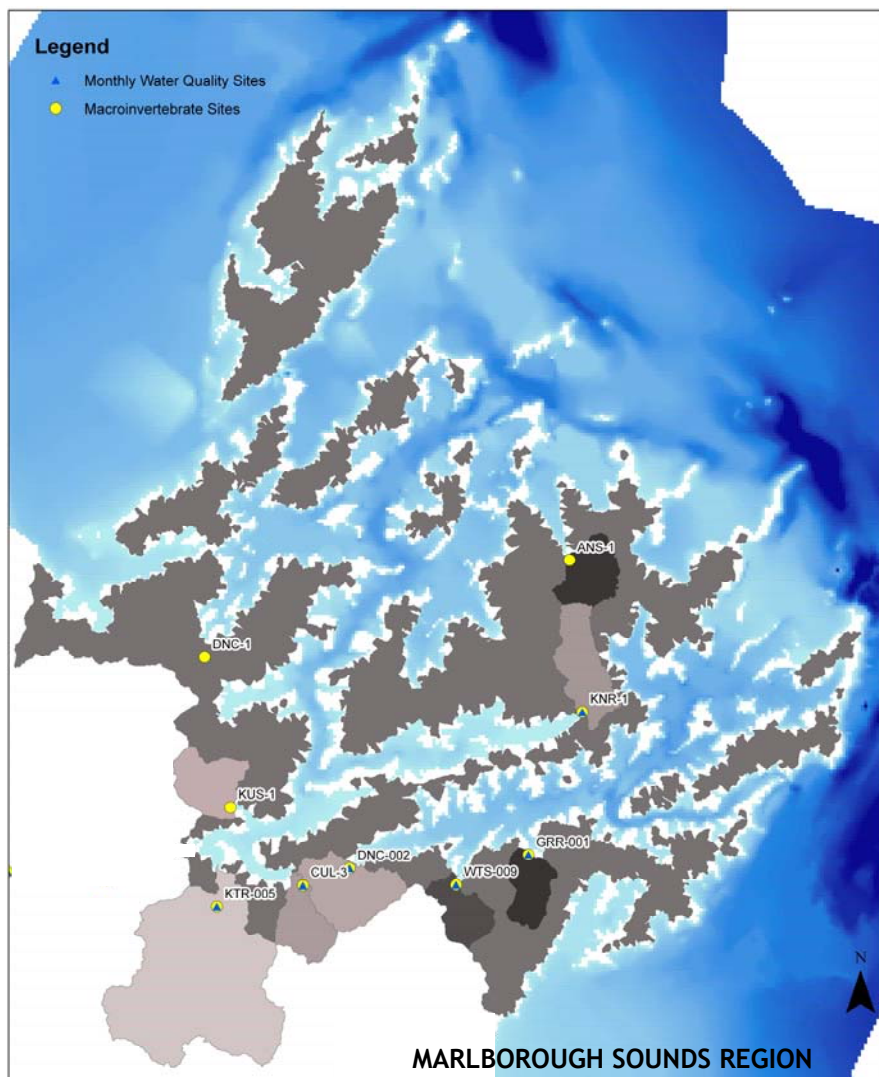 Legend
Monthly Water Quality Sites
Macroinvertebrate Sites
ANS-1
DNC-1
KNR-1
KUS-1
GRR-001
DNC-002
CUL-3
WTS-009
KTR-005
N
MARLBOROUGH SOUNDS REGION